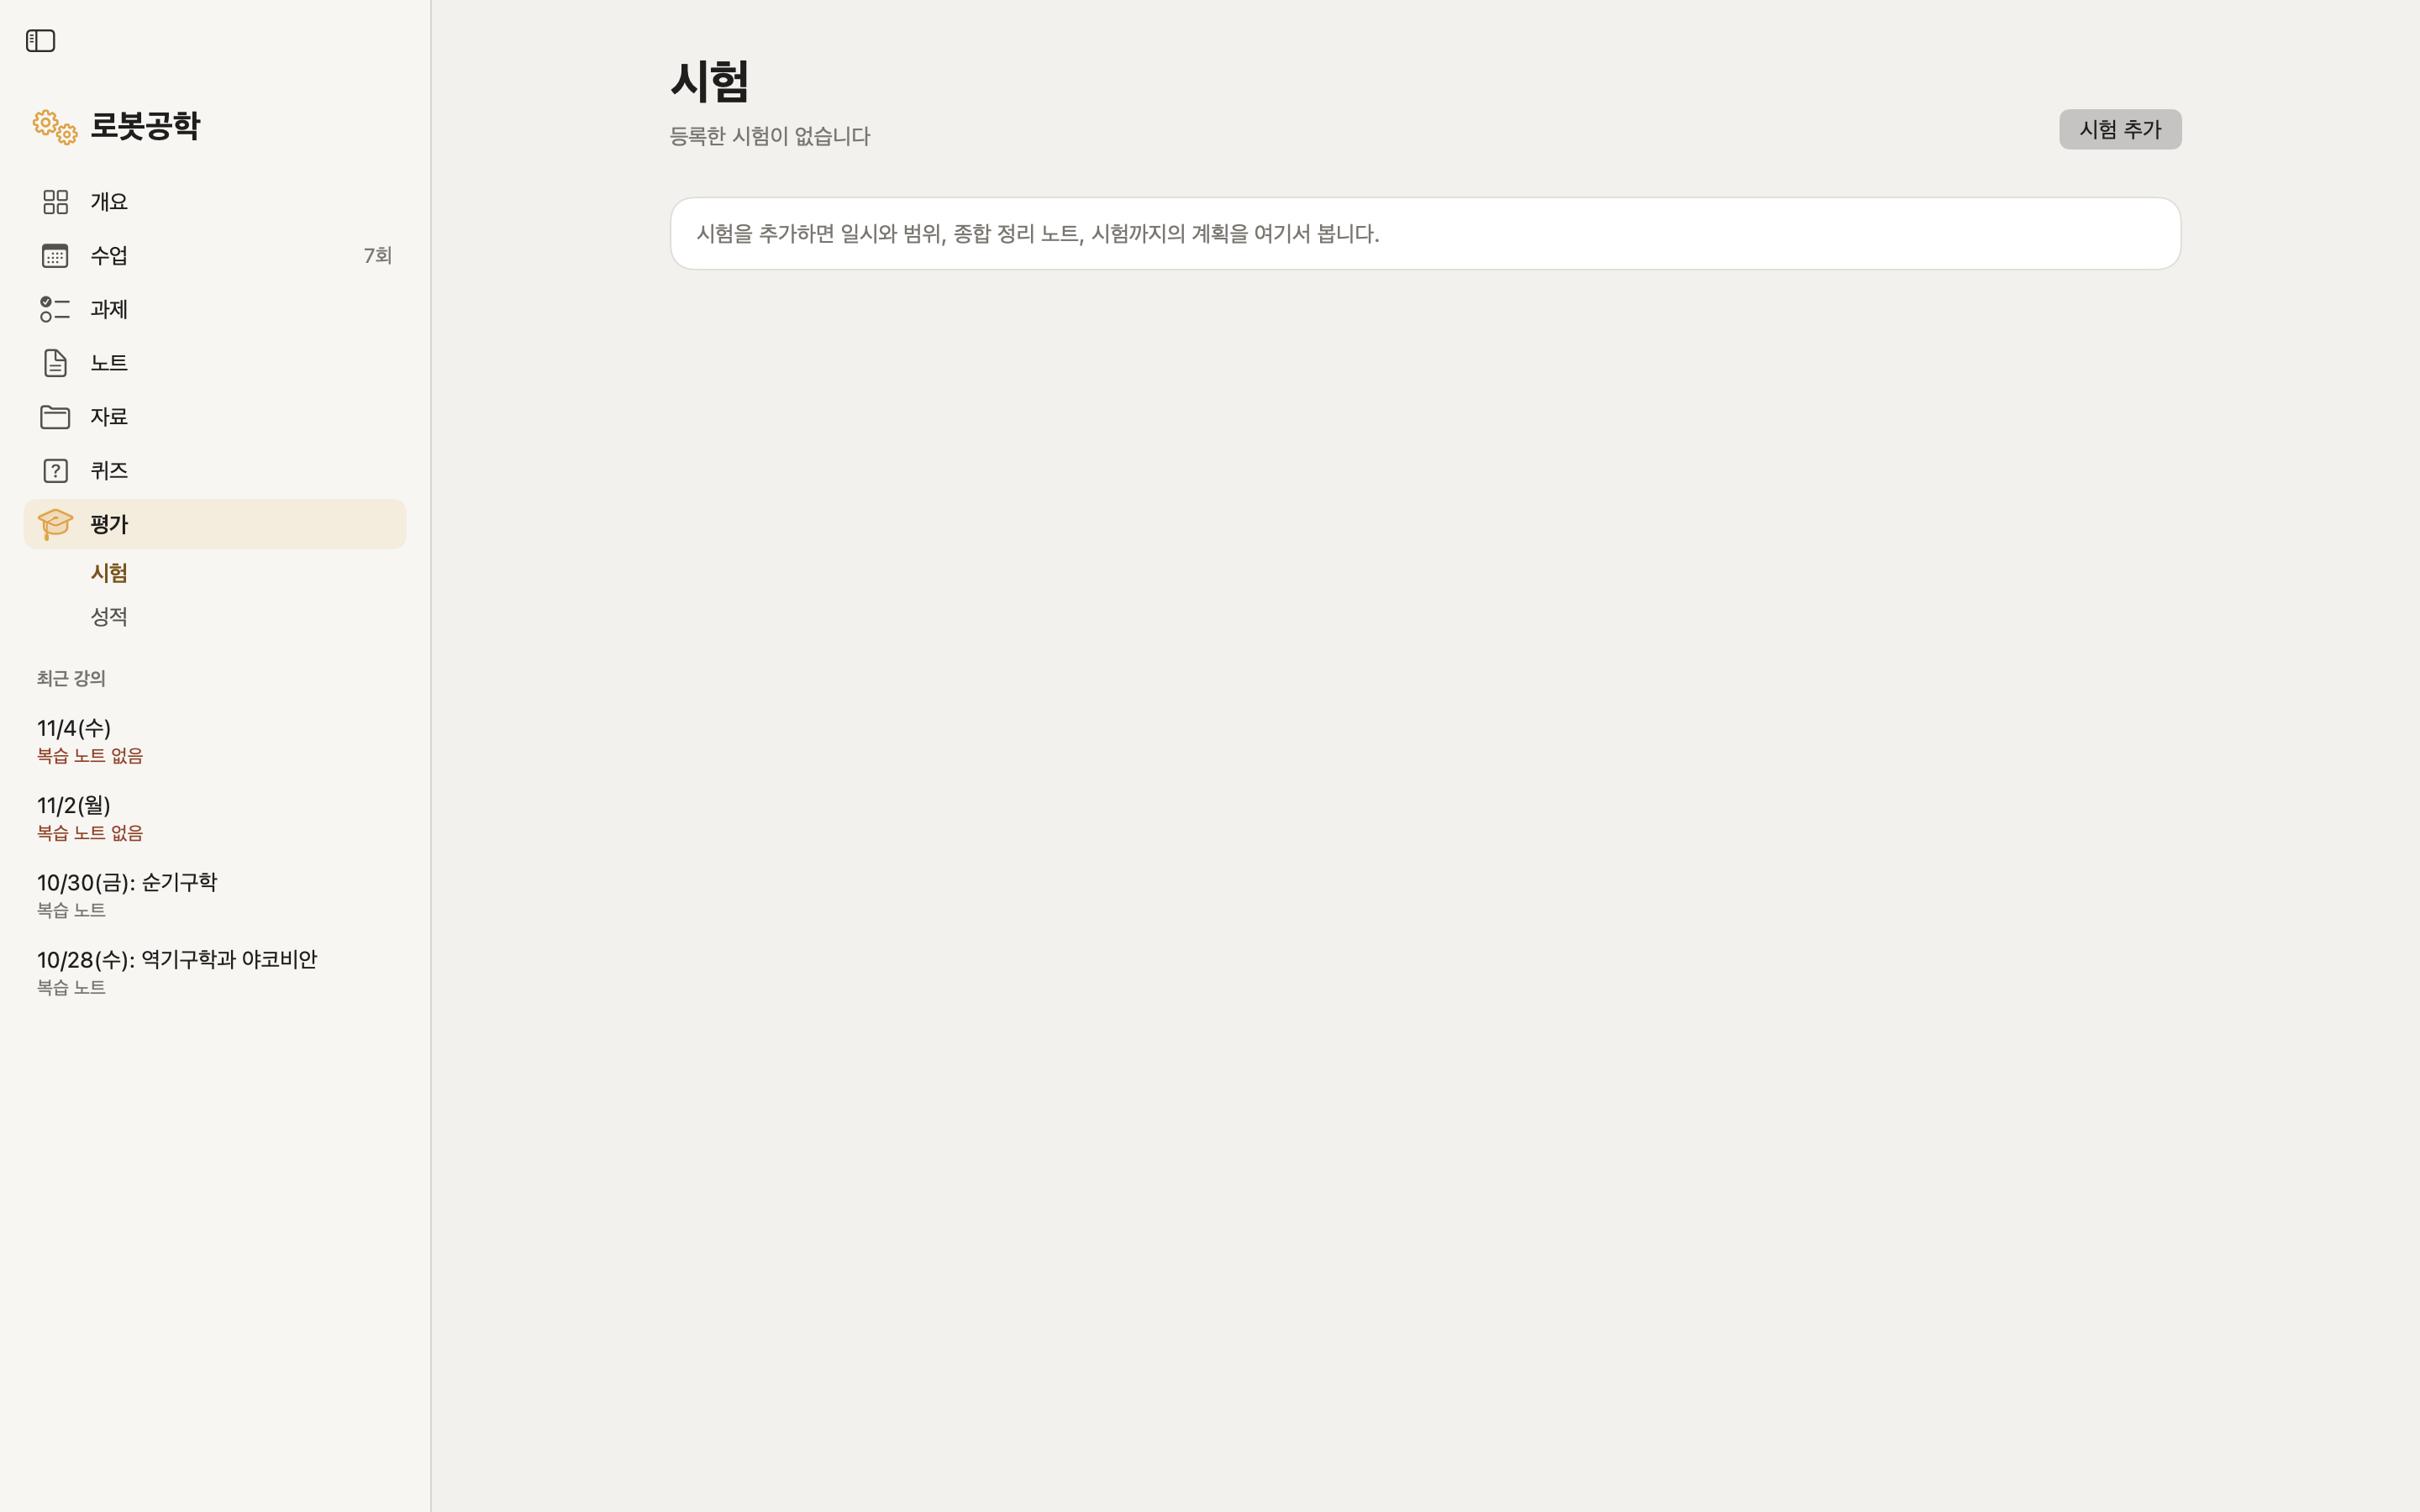 로봇공학
개요
수업 7회
과제
노트
자료
퀴즈
평가
시험
성적
최근 강의
11/4(수)
복습 노트 없음
11/2(월)
복습 노트 없음
10/30(금): 순기구학
복습 노트
10/28(수): 역기구학과 야코비안
복습 노트
시험
등록한 시험이 없습니다
시험 추가
시험을 추가하면 일시와 범위, 종합 정리 노트, 시험까지의 계획을 여기서 봅니다.